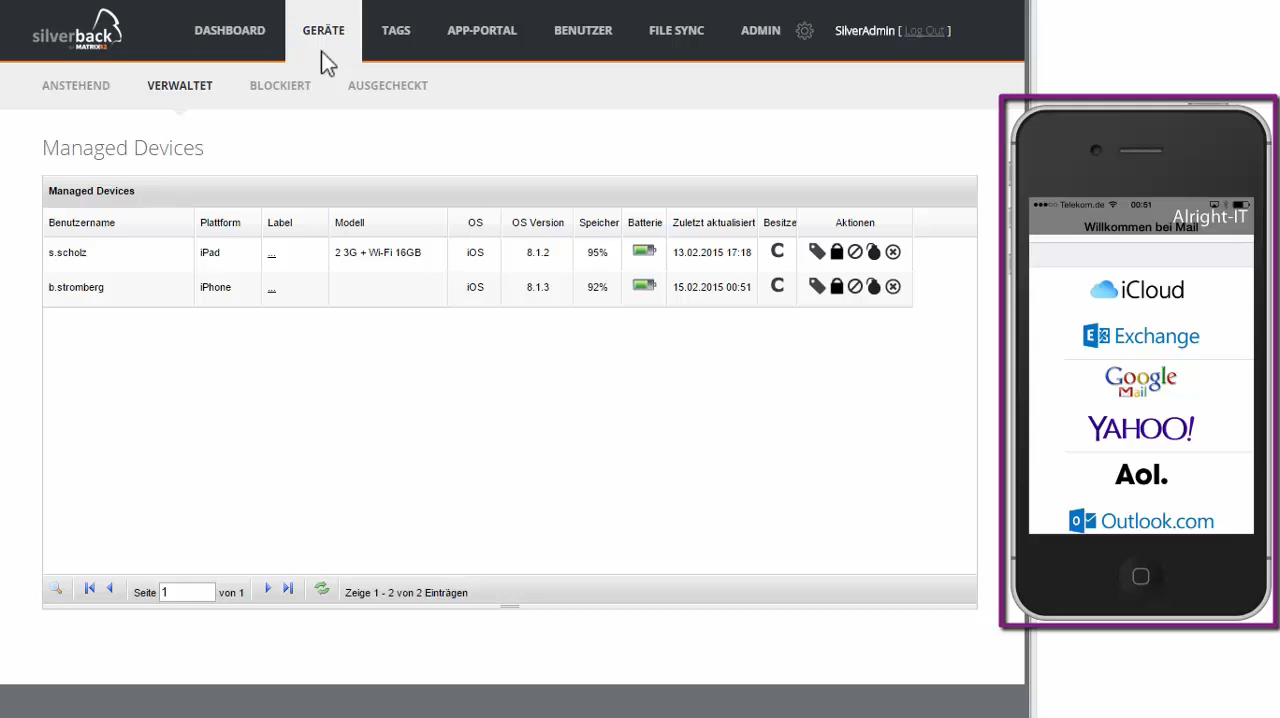 silverback
by MATRIX42
DASHBOARD GERÄTE TAGS APP-PORTAL BENUTZER FILE SYNC ADMIN SilverAdmin [ Log Out ]
ANSTEHEND VERWALTET BLOCKIERT AUSGECHECKT
Managed Devices
Managed Devices
Benutzername Plattform Label Modell OS OS Version Speicher Batterie Zuletzt aktualisiert Besitze Aktionen
s.scholz iPad ... 2 3G + Wi-Fi 16GB iOS 8.1.2 95% 13.02.2015 17:18 C
b.stromberg iPhone ... iOS 8.1.3 92% 15.02.2015 00:51 C
Seite 1 von 1 Zeige 1 - 2 von 2 Einträgen
Telekom.de 00:51
Alright-IT
Willkommen bei Mail
iCloud
E Exchange
Google
Mail
YAHOO!
Aol.
O Outlook.com